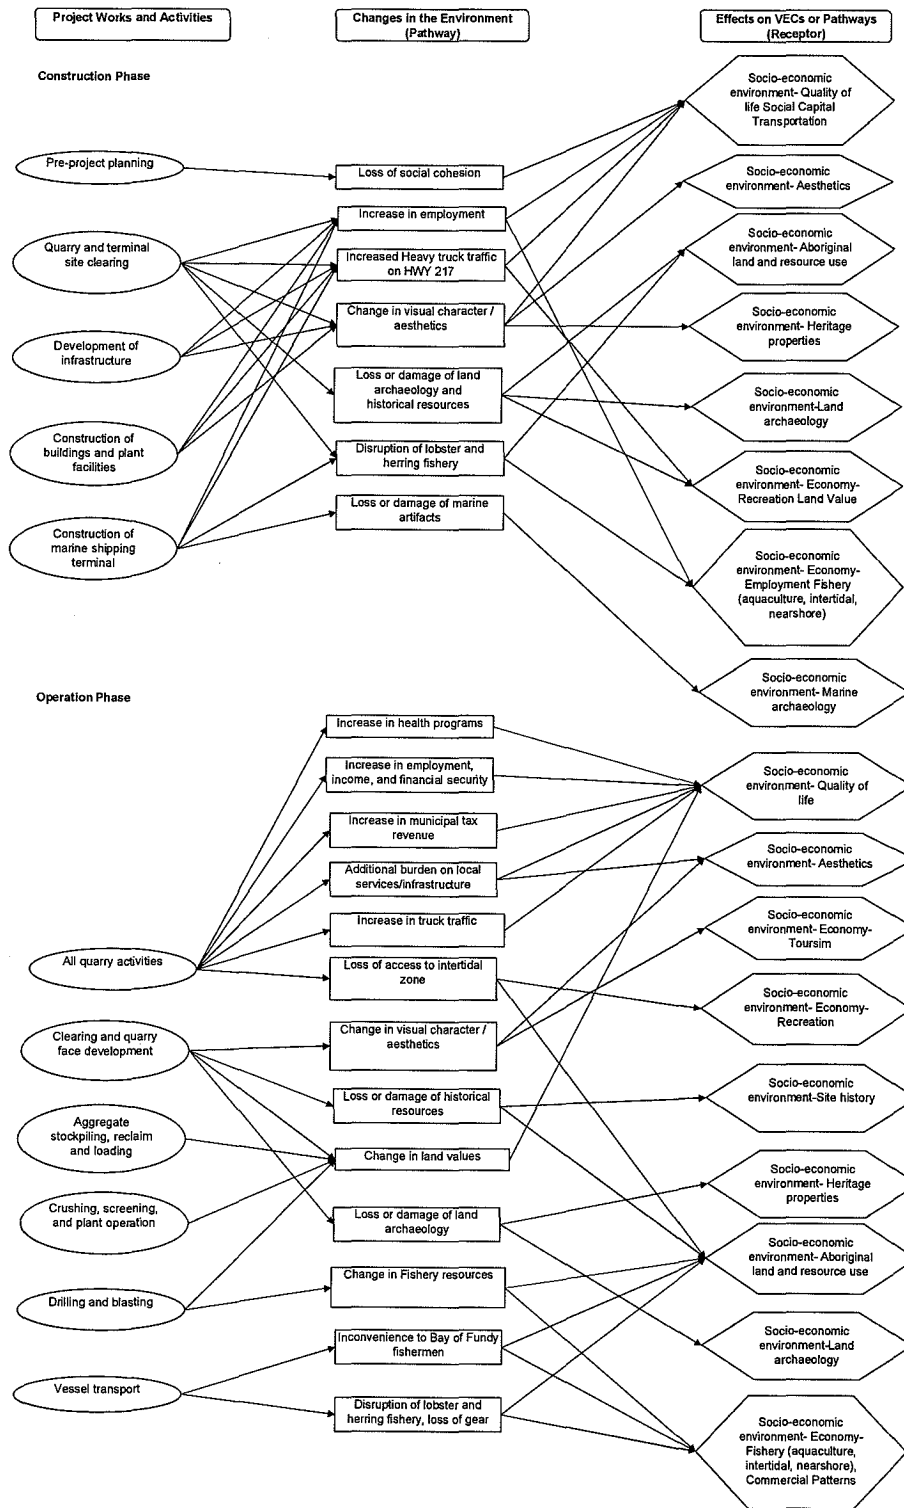 Project Works and Activities
Changes in the Environment
(Pathway)
Effects on VECs or Pathways
(Receptor)
Construction Phase
Pre-project planning
Quarry and terminal
site clearing
Development of
infrastructure
Construction of
buildings and plant
facilities
Construction of
marine shipping
terminal
Loss of social cohesion
Increase in employment
Increased Heavy truck traffic
on HWY 217
Change in visual character /
aesthetics
Loss or damage of land
archaeology and
historical resources
Disruption of lobster and
herring fishery
Loss or damage of marine
artifacts
Socio-economic
environment- Quality of
life Social Capital
Transportation
Socio-economic
environment- Aesthetics
Socio-economic
environment- Aboriginal
land and resource use
Socio-economic
environment- Heritage
properties
Socio-economic
environment-Land
archaeology
Socio-economic
environment- Economy-
Recreation Land Value
Socio-economic
environment- Economy-
Employment Fishery
(aquaculture, intertidal,
nearshore)
Socio-economic
environment- Marine
archaeology
Operation Phase
All quarry activities
Clearing and quarry
face development
Aggregate
stockpiling, reclaim
and loading
Crushing, screening,
and plant operation
Drilling and blasting
Vessel transport
Increase in health programs
Increase in employment,
income, and financial security
Increase in municipal tax
revenue
Additional burden on local
services/infrastructure
Increase in truck traffic
Loss of access to intertidal
zone
Change in visual character /
aesthetics
Loss or damage of historical
resources
Change in land values
Loss or damage of land
archaeology
Change in Fishery resources
Inconvenience to Bay of Fundy
fishermen
Disruption of lobster and
herring fishery, loss of gear
Socio-economic
environment- Quality of
life
Socio-economic
environment- Aesthetics
Socio-economic
environment- Economy-
Toursim
Socio-economic
environment- Economy-
Recreation
Socio-economic
environment-Site history
Socio-economic
environment- Heritage
properties
Socio-economic
environment- Aboriginal
land and resource use
Socio-economic
environment-Land
archaeology
Socio-economic
environment- Economy-
Fishery (aquaculture,
intertidal, nearshore),
Commercial Patterns